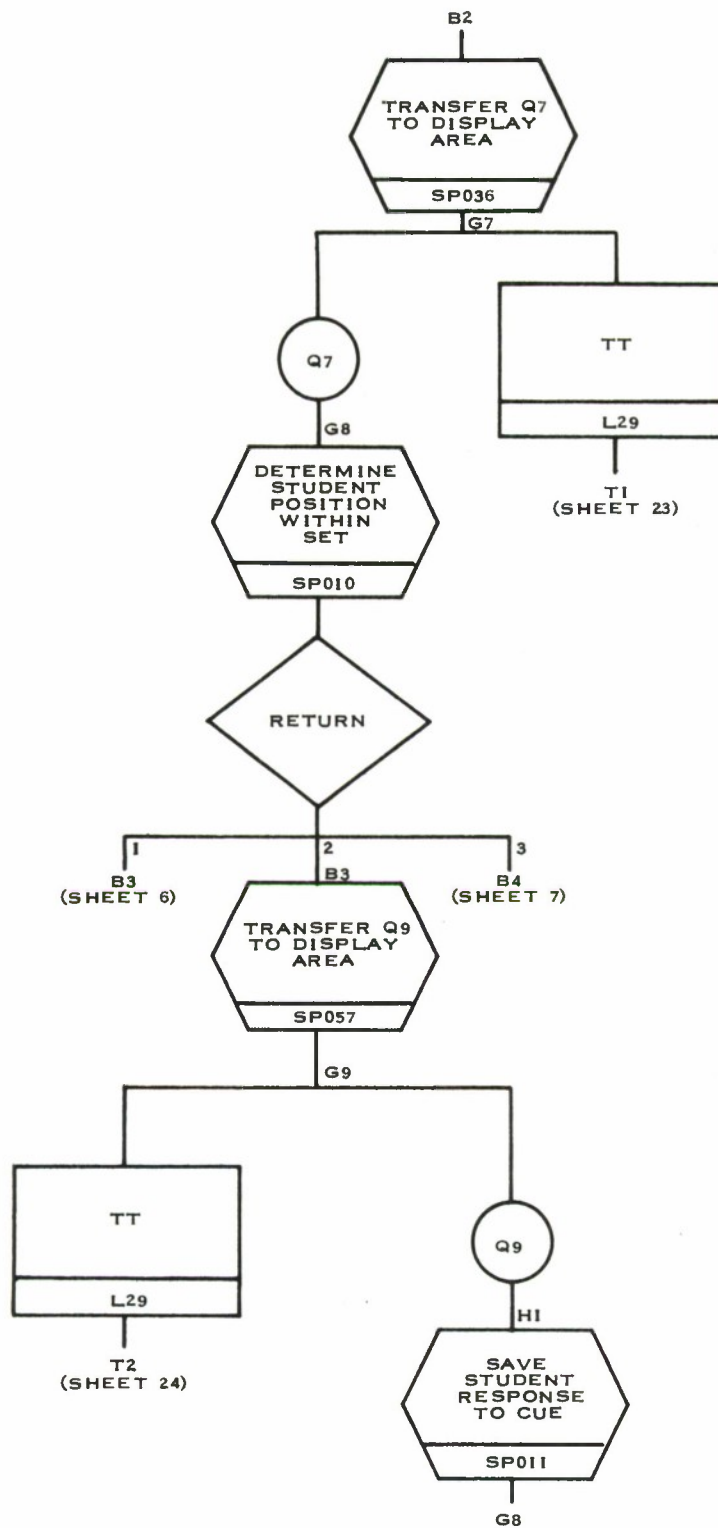 B2
TRANSFER Q7
TO DISPLAY
AREA
SP036
G7
TT
L29
T1
(SHEET 23)
Q7
G8
DETERMINE
STUDENT
POSITION
WITHIN
SET
SP010
RETURN
1
2
3
B3
(SHEET 6)
B3
B4
(SHEET 7)
TRANSFER Q9
TO DISPLAY
AREA
SP057
G9
TT
L29
T2
(SHEET 24)
Q9
H1
SAVE
STUDENT
RESPONSE
TO CUE
SP011
G8